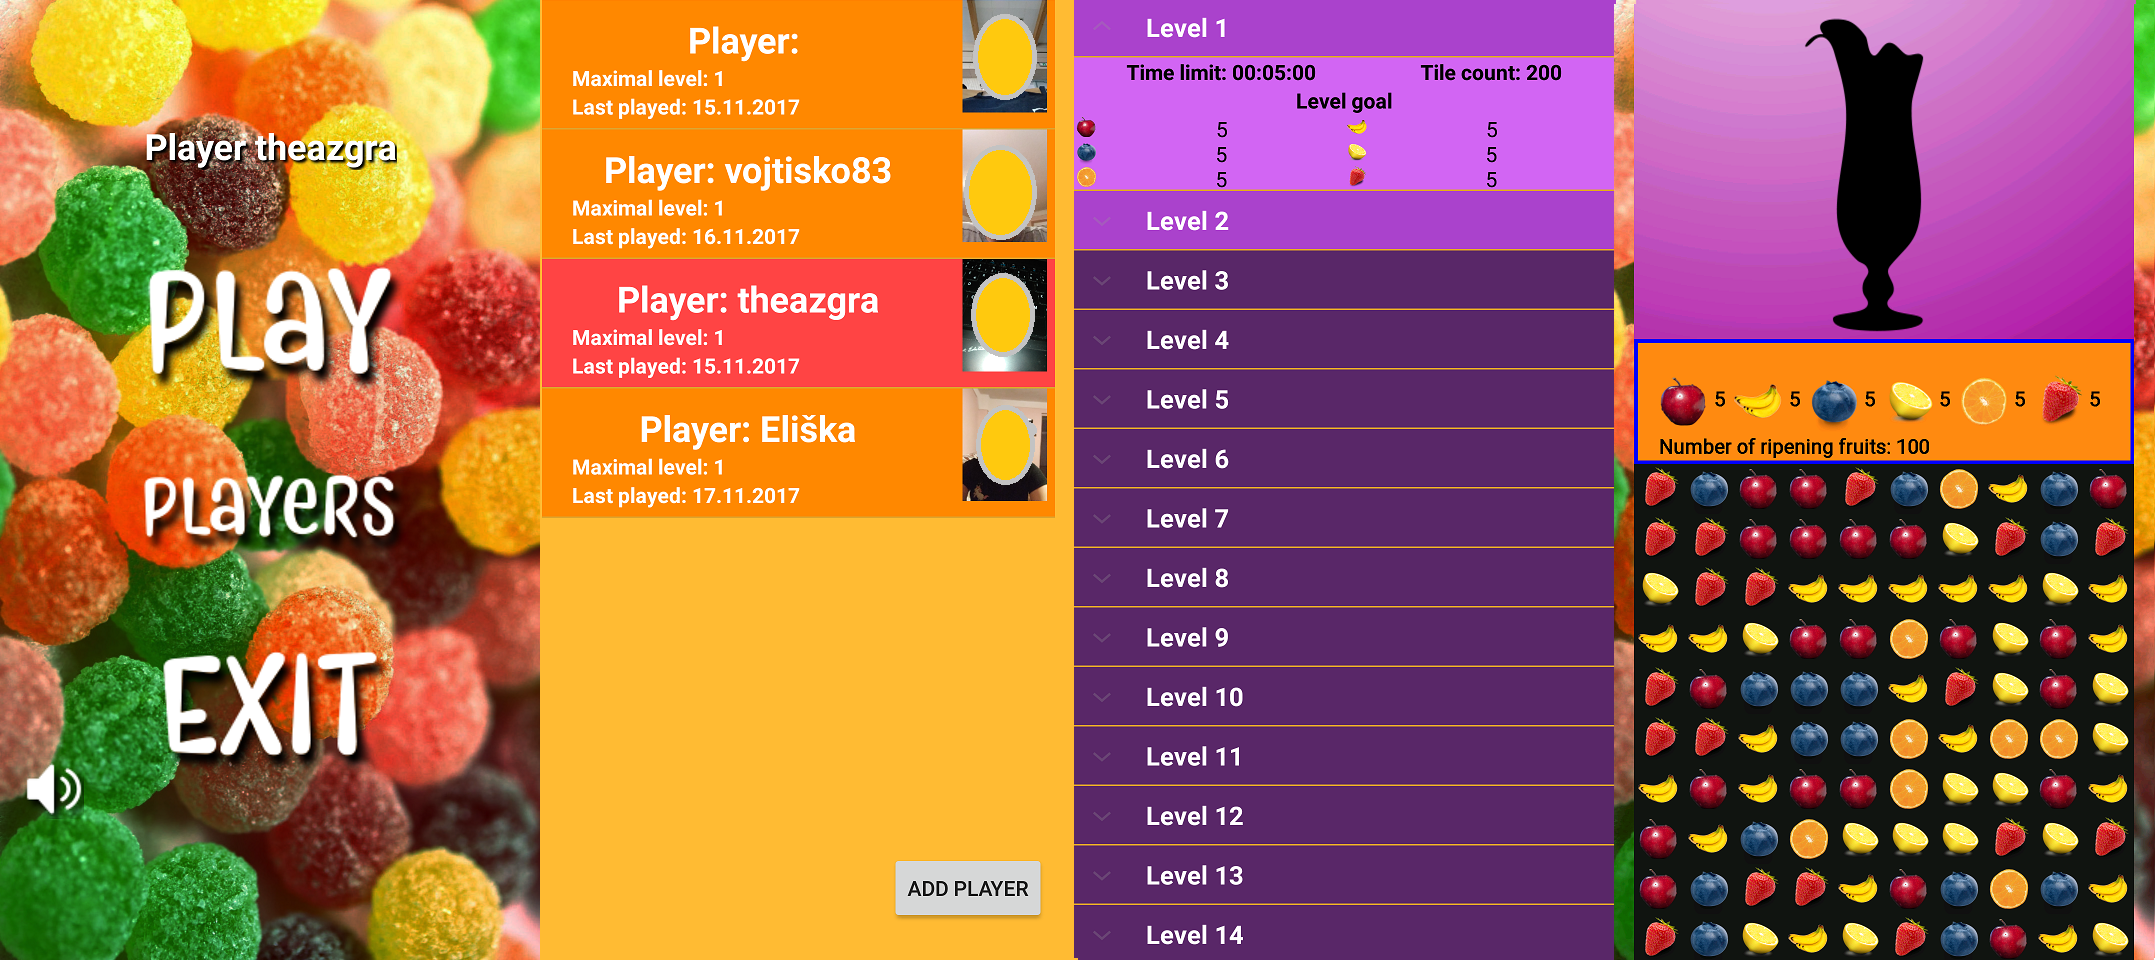 Player theazgra
PLAY
PLAYERS
EXIT
Player:
Maximal level: 1
Last played: 15.11.2017
Player: vojtisko83
Maximal level: 1
Last played: 16.11.2017
Player: theazgra
Maximal level: 1
Last played: 15.11.2017
Player: Eliška
Maximal level: 1
Last played: 17.11.2017
ADD PLAYER
Level 1
Time limit: 00:05:00 Tile count: 200
Level goal
5 5
5 5
5 5
Level 2
Level 3
Level 4
Level 5
Level 6
Level 7
Level 8
Level 9
Level 10
Level 11
Level 12
Level 13
Level 14
5 5 5 5 5 5
Number of ripening fruits: 100